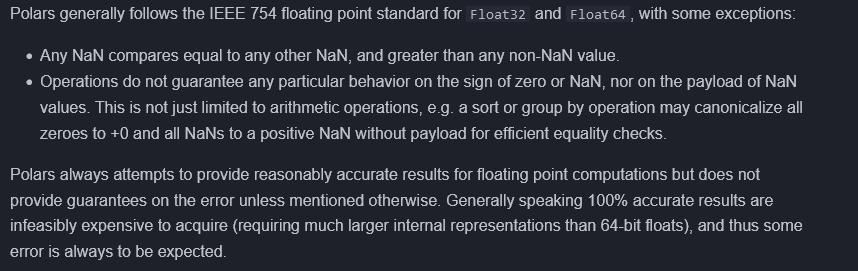 Polars generally follows the IEEE 754 floating point standard for Float32 and Float64, with some exceptions:
• Any NaN compares equal to any other NaN, and greater than any non-NaN value.
• Operations do not guarantee any particular behavior on the sign of zero or NaN, nor on the payload of NaN
values. This is not just limited to arithmetic operations, e.g. a sort or group by operation may canonicalize all
zeroes to +0 and all NaNs to a positive NaN without payload for efficient equality checks.
Polars always attempts to provide reasonably accurate results for floating point computations but does not
provide guarantees on the error unless mentioned otherwise. Generally speaking 100% accurate results are
infeasibly expensive to acquire (requiring much larger internal representations than 64-bit floats), and thus some
error is always to be expected.